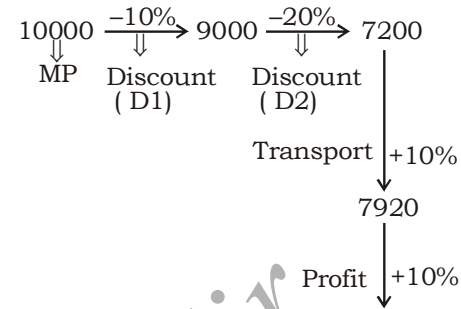 10000 –10% 9000 –20% 7200
MP Discount Discount
( D1) ( D2)
Transport +10%
7920
Profit +10%